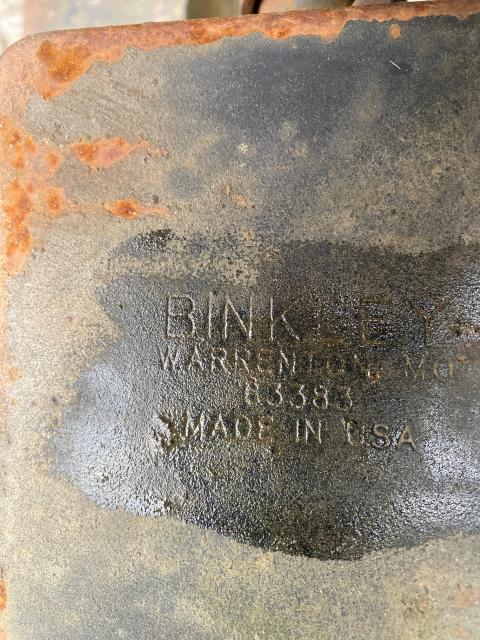 BINKLEY
WARRENTON, MO
63383
MADE IN USA